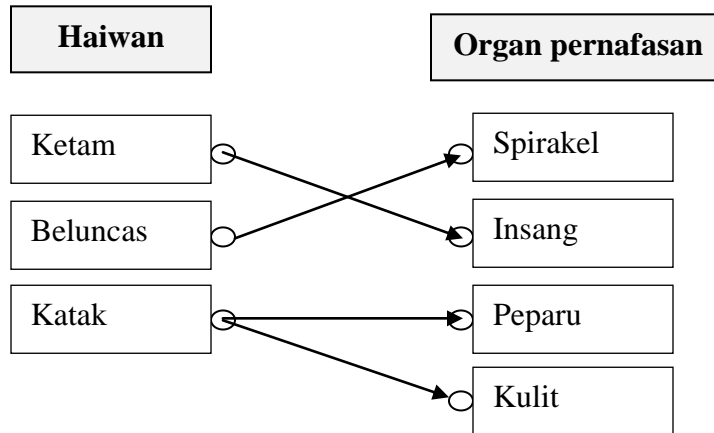 Haiwan
Organ pernafasan
Ketam
Spirakel
Beluncas
Insang
Katak
Peparu
Kulit